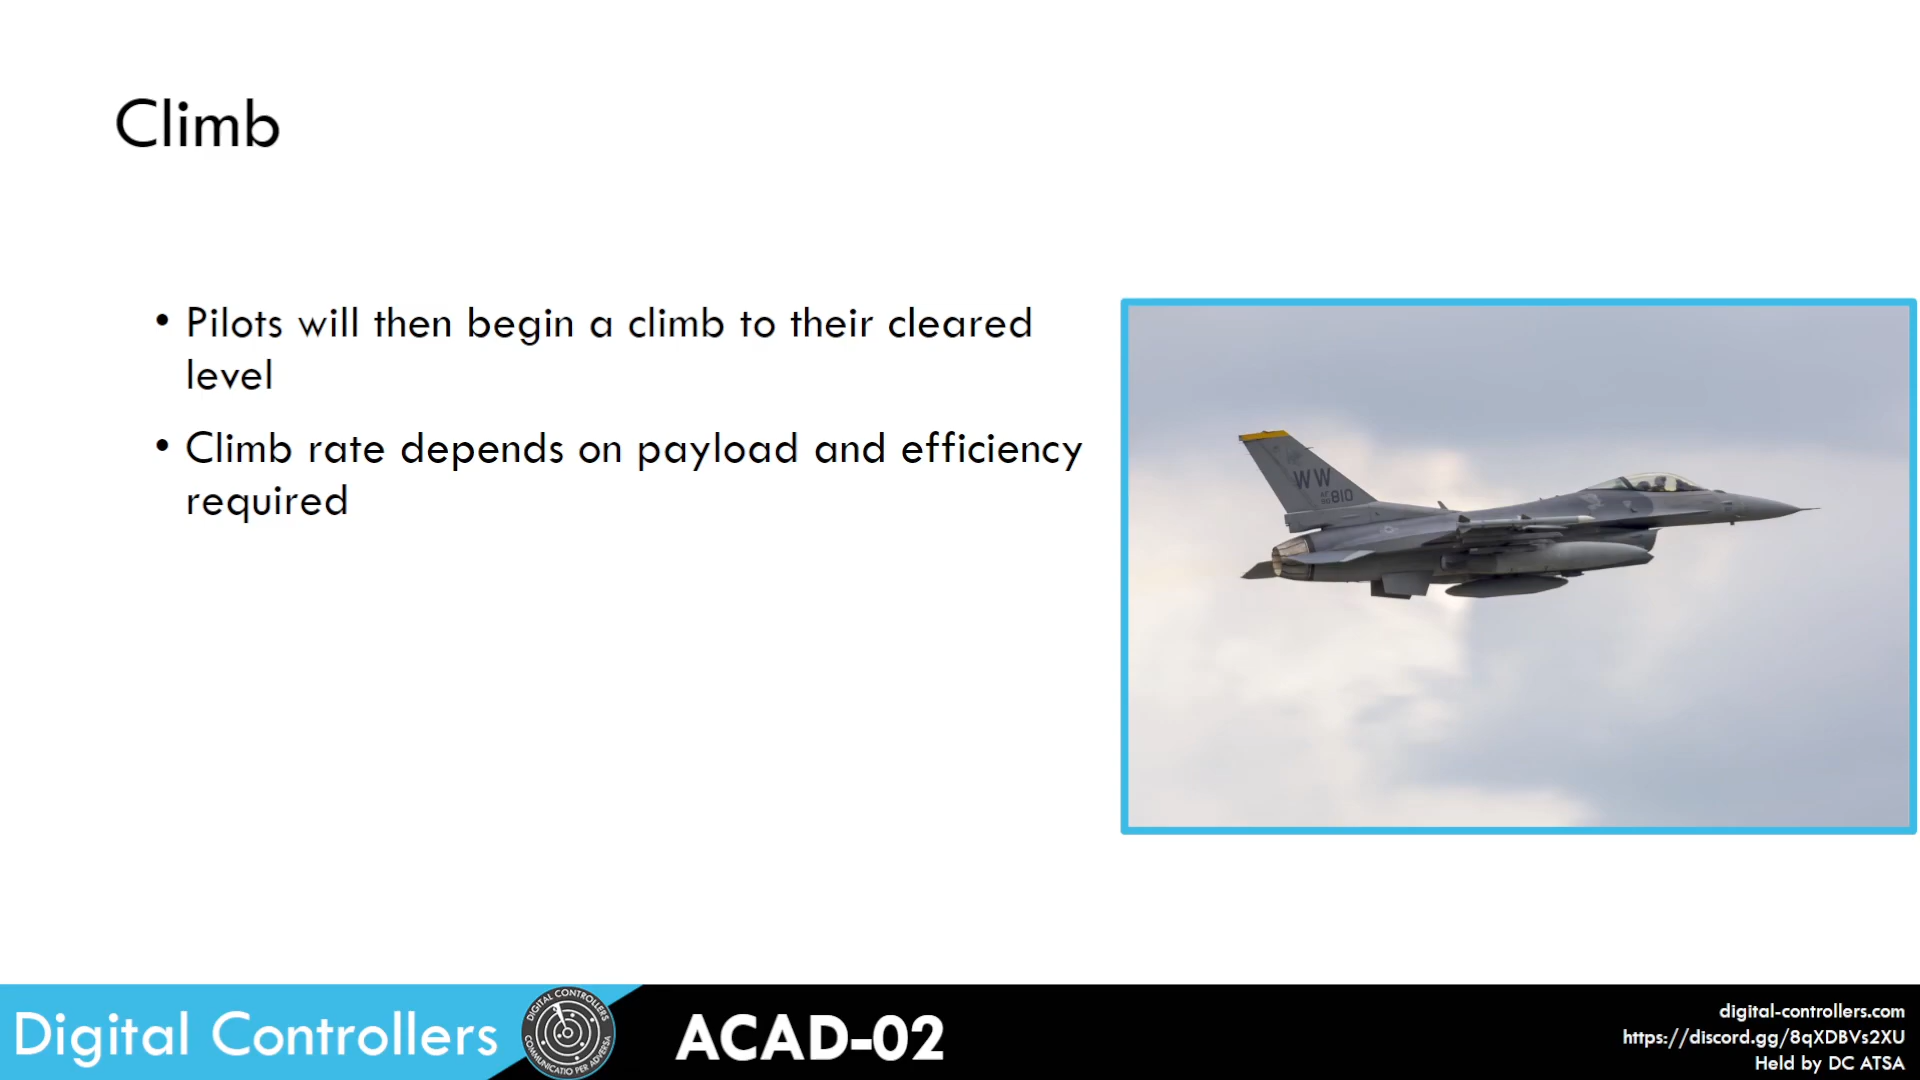 Climb
• Pilots will then begin a climb to their cleared
level
• Climb rate depends on payload and efficiency
required
WW
AF
810
Digital Controllers
DIGITAL CONTROLLERS
COMMUNICATIO PER ADVERSA
ACAD-02
digital-controllers.com
https://discord.gg/8qXDBVs2XU
Held by DC ATSA